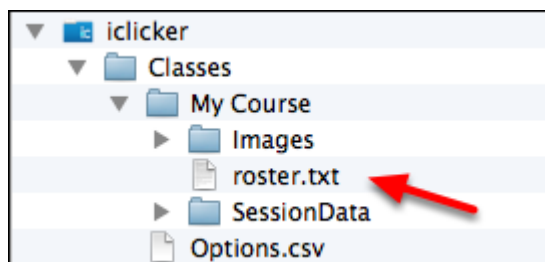 iclicker
Classes
My Course
Images
roster.txt
SessionData
Options.csv